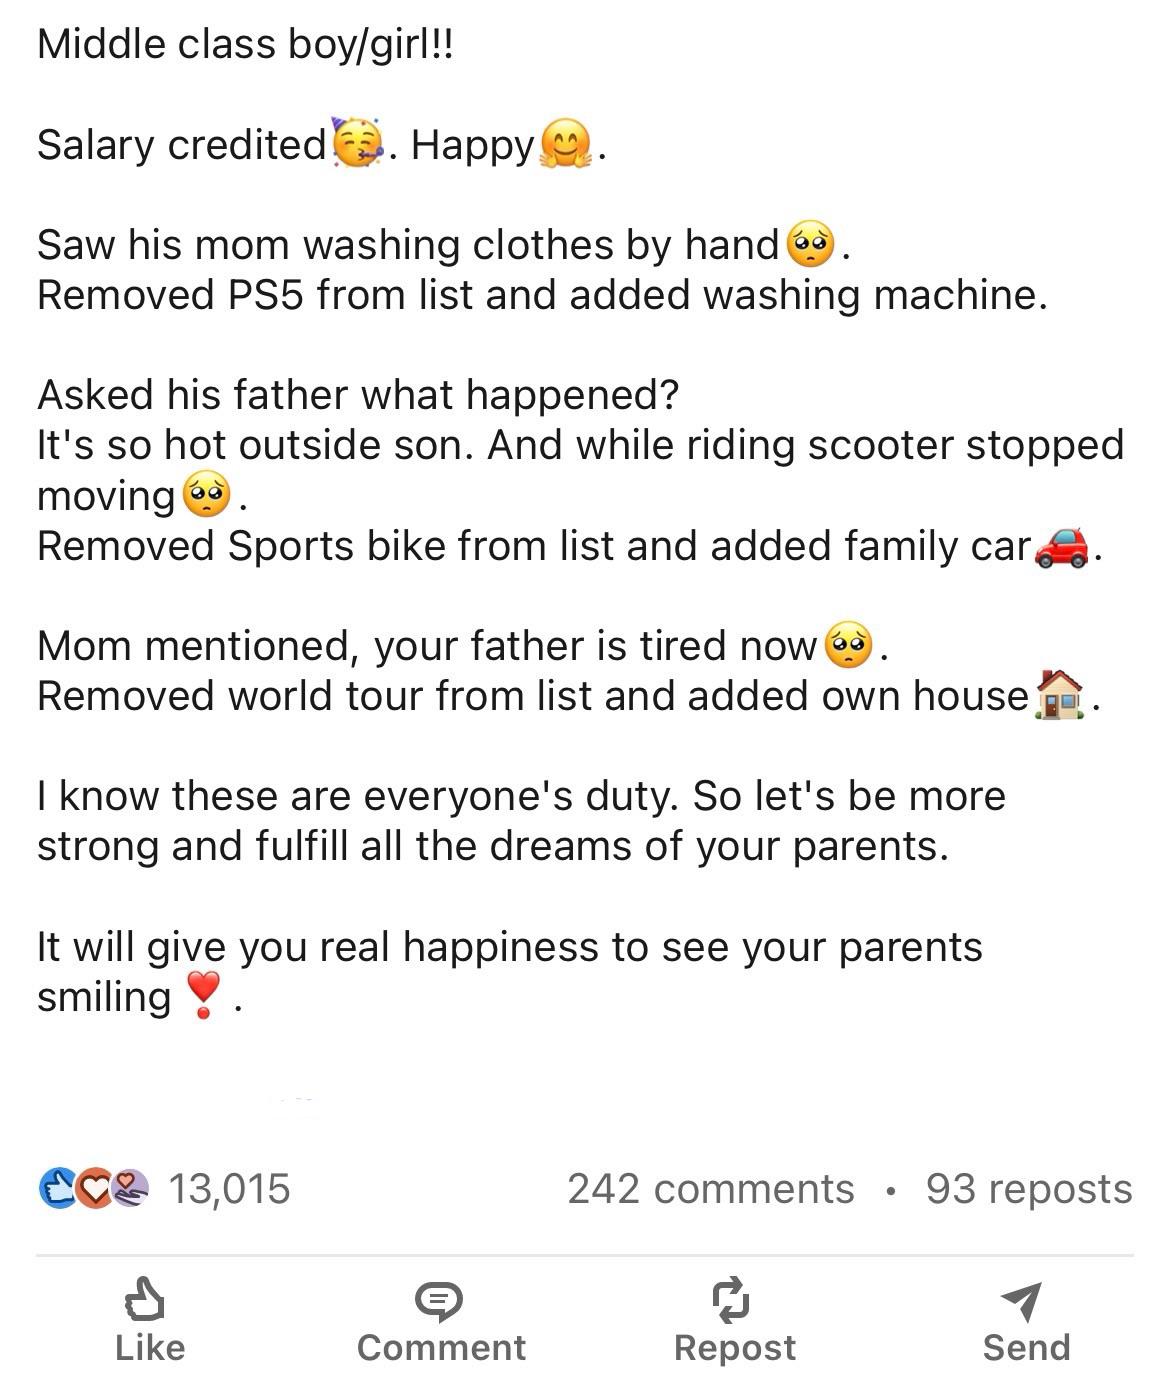 Middle class boy/girl!!
Salary credited🥳. Happy🤗.
Saw his mom washing clothes by hand🥺.
Removed PS5 from list and added washing machine.
Asked his father what happened?
It's so hot outside son. And while riding scooter stopped
moving🥺.
Removed Sports bike from list and added family car🚗.
Mom mentioned, your father is tired now🥺.
Removed world tour from list and added own house🏠.
I know these are everyone's duty. So let's be more
strong and fulfill all the dreams of your parents.
It will give you real happiness to see your parents
smiling ❣️.
13,015 242 comments • 93 reposts
Like Comment Repost Send